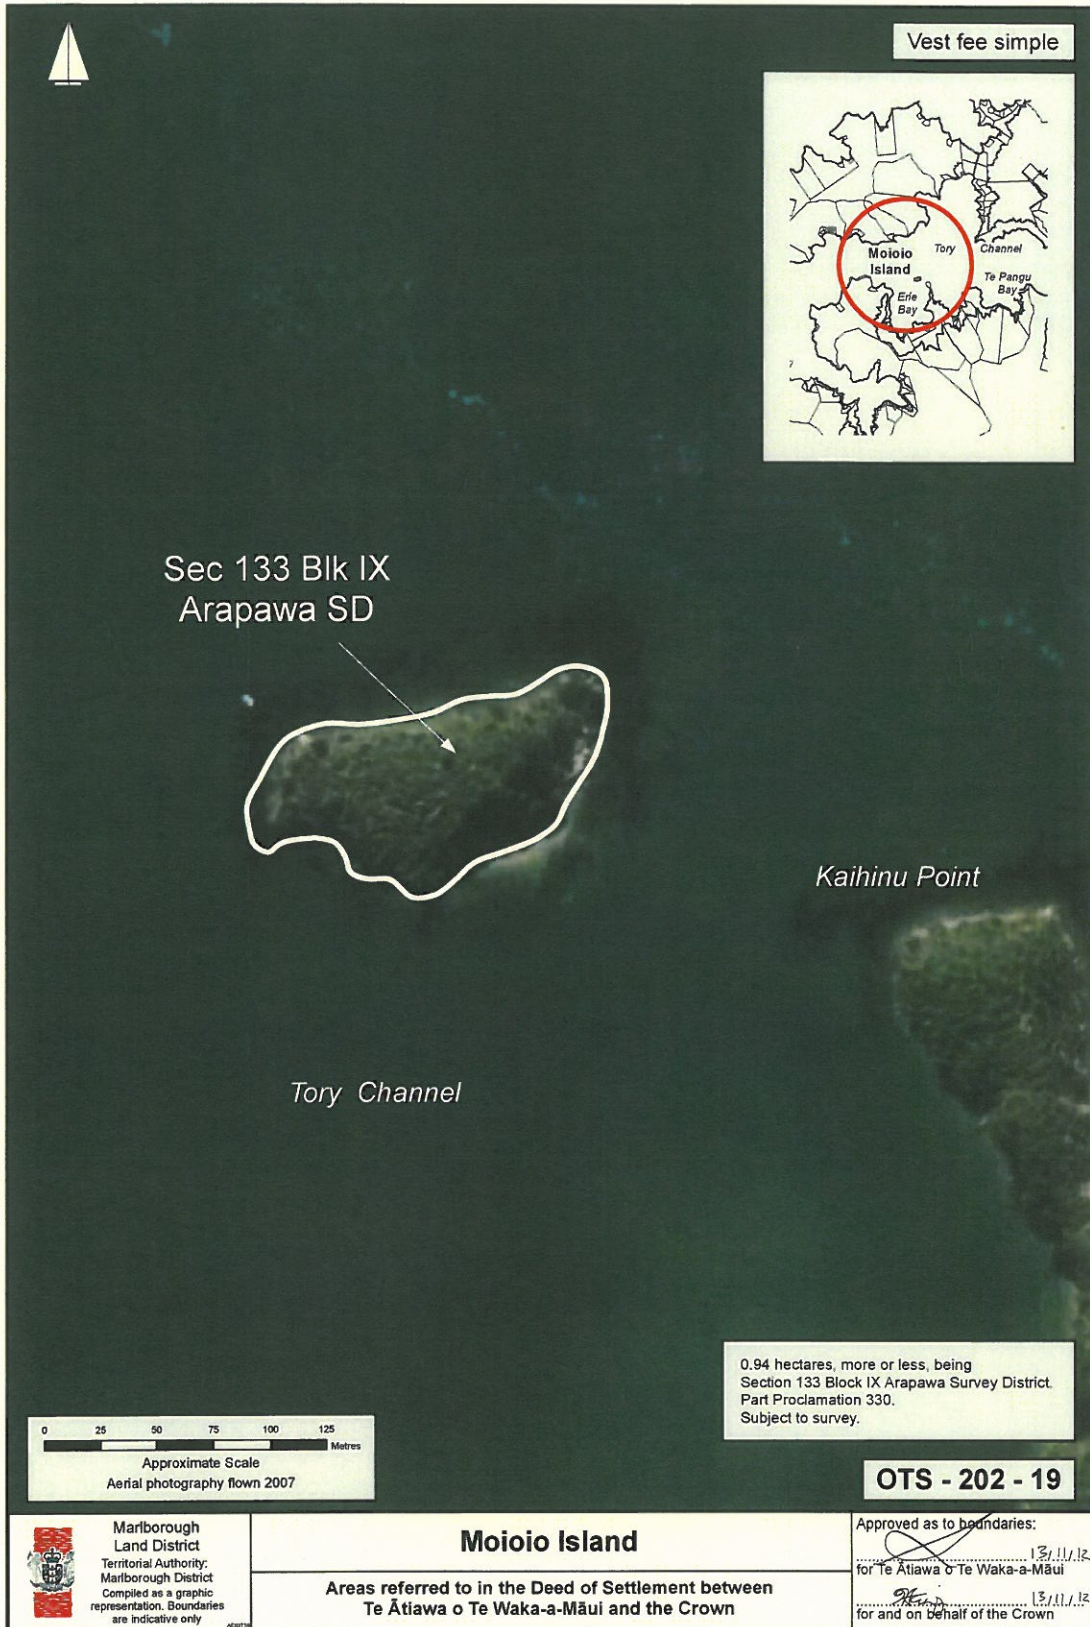 Vest fee simple
Moioio
Island
Tory Channel
Te Pangu
Bay
Erie
Bay
Sec 133 Blk IX
Arapawa SD
Kaihinu Point
Tory Channel
0.94 hectares, more or less, being
Section 133 Block IX Arapawa Survey District.
Part Proclamation 330.
Subject to survey.
0 25 50 75 100 125
Metres
Approximate Scale
Aerial photography flown 2007
OTS - 202 - 19
Marlborough
Land District
Territorial Authority:
Marlborough District
Compiled as a graphic
representation. Boundaries
are indicative only
Moioio Island
Areas referred to in the Deed of Settlement between
Te Ātiawa o Te Waka-a-Māui and the Crown
Approved as to boundaries:
13/11/12
for Te Ātiawa o Te Waka-a-Māui
13/11/12
for and on behalf of the Crown